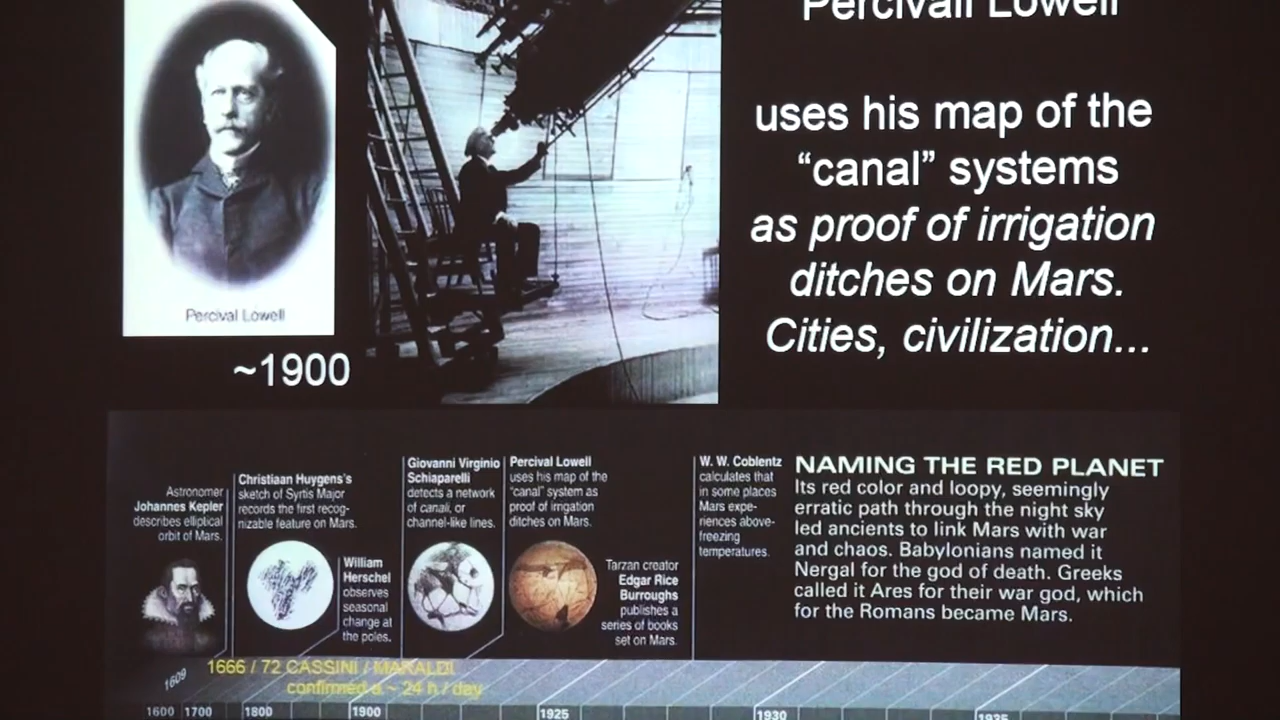 Percivall Lowell
uses his map of the
“canal” systems
as proof of irrigation
ditches on Mars.
Cities, civilization...
Percival Lowell
~1900
Astronomer
Johannes Kepler
describes elliptical
orbit of Mars.
Christiaan Huygens's
sketch of Syrtis Major
records the first recog-
nizable feature on Mars.
William
Herschel
observes
seasonal
change at
the poles.
Giovanni Virginio
Schiaparelli
detects a network
of canali, or
channel-like lines.
Percival Lowell
uses his map of the
“canal” system as
proof of irrigation
ditches on Mars.
Tarzan creator
Edgar Rice
Burroughs
publishes a
series of books
set on Mars.
W. W. Coblentz
calculates that
in some places
Mars expe-
riences above-
freezing
temperatures.
NAMING THE RED PLANET
Its red color and loopy, seemingly
erratic path through the night sky
led ancients to link Mars with war
and chaos. Babylonians named it
Nergal for the god of death. Greeks
called it Ares for their war god, which
for the Romans became Mars.
1609
1666 / 72 CASSINI / MARALDI
confirmed a ~ 24 h / day
1600 1700 1800 1900 1925 1930 1935